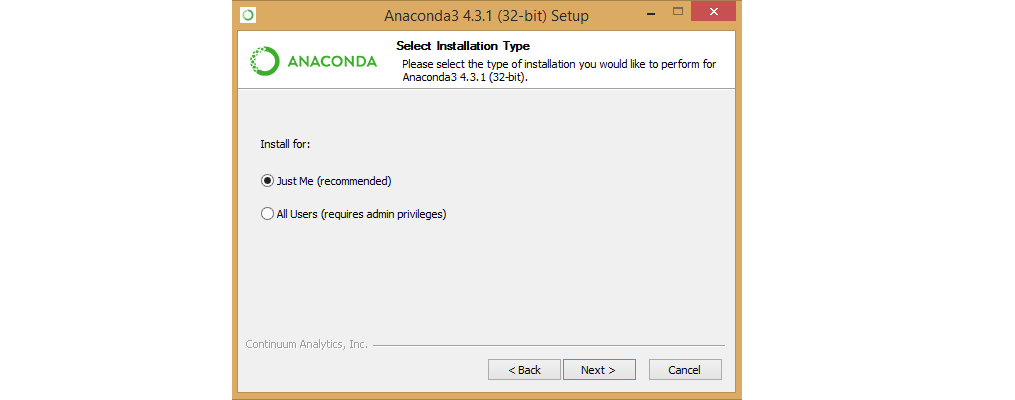 Anaconda3 4.3.1 (32-bit) Setup
ANACONDA
Select Installation Type
Please select the type of installation you would like to perform for
Anaconda3 4.3.1 (32-bit).
Install for:
Just Me (recommended)
All Users (requires admin privileges)
Continuum Analytics, Inc.
< Back
Next >
Cancel